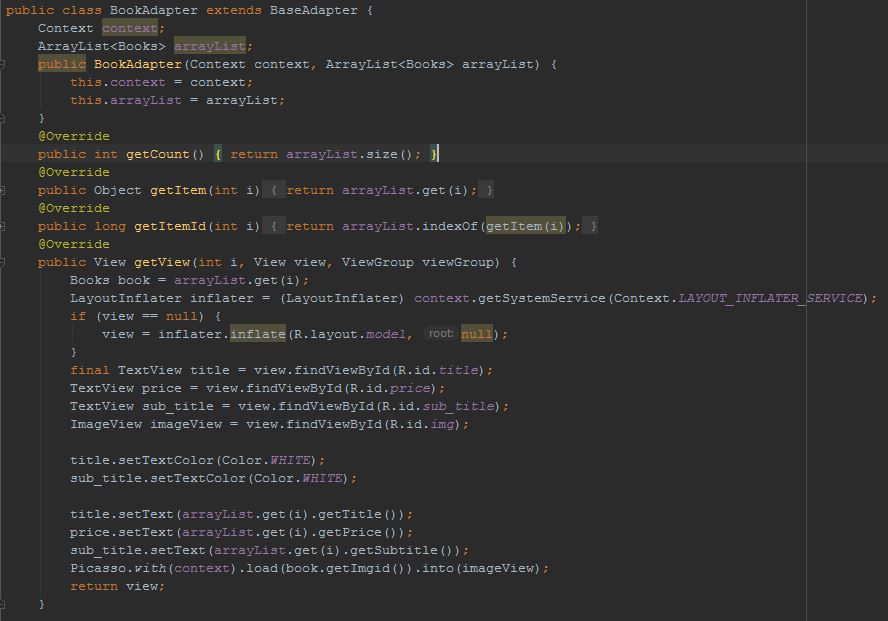 public class BookAdapter extends BaseAdapter {
    Context context;
    ArrayList<Books> arrayList;
    public BookAdapter(Context context, ArrayList<Books> arrayList) {
        this.context = context;
        this.arrayList = arrayList;
    }
    @Override
    public int getCount() { return arrayList.size(); }
    @Override
    public Object getItem(int i) { return arrayList.get(i); }
    @Override
    public long getItemId(int i) { return arrayList.indexOf(getItem(i)); }
    @Override
    public View getView(int i, View view, ViewGroup viewGroup) {
        Books book = arrayList.get(i);
        LayoutInflater inflater = (LayoutInflater) context.getSystemService(Context.LAYOUT_INFLATER_SERVICE);
        if (view == null) {
            view = inflater.inflate(R.layout.model, root: null);
        }
        final TextView title = view.findViewById(R.id.title);
        TextView price = view.findViewById(R.id.price);
        TextView sub_title = view.findViewById(R.id.sub_title);
        ImageView imageView = view.findViewById(R.id.img);

        title.setTextColor(Color.WHITE);
        sub_title.setTextColor(Color.WHITE);

        title.setText(arrayList.get(i).getTitle());
        price.setText(arrayList.get(i).getPrice());
        sub_title.setText(arrayList.get(i).getSubtitle());
        Picasso.with(context).load(book.getImgid()).into(imageView);
        return view;
    }